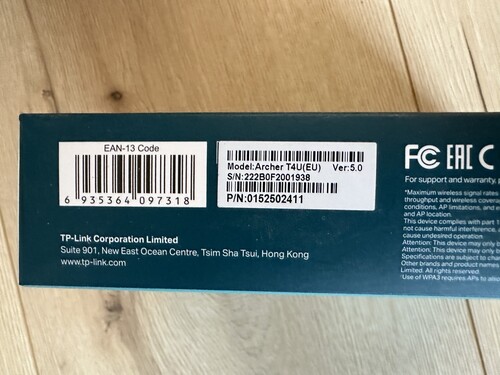 EAN-13 Code
6 935364 097318
Model:Archer T4U(EU) Ver:5.0
S/N:222B0F2001938
P/N:0152502411
TP-Link Corporation Limited
Suite 901, New East Ocean Centre, Tsim Sha Tsui, Hong Kong
www.tp-link.com
FC EAC
For support and warranty,
*Maximum wireless signal rates
throughput and wireless coverage
conditions, AP limitations, and
and AP location.
This device complies with part 1
not cause harmful interference,
cause undesired operation.
Attention: This device may only
Attention: This device may only
Specifications are subject to
Other brands and product names
Limited. All rights reserved.
*Use of WPA3 requires APs to